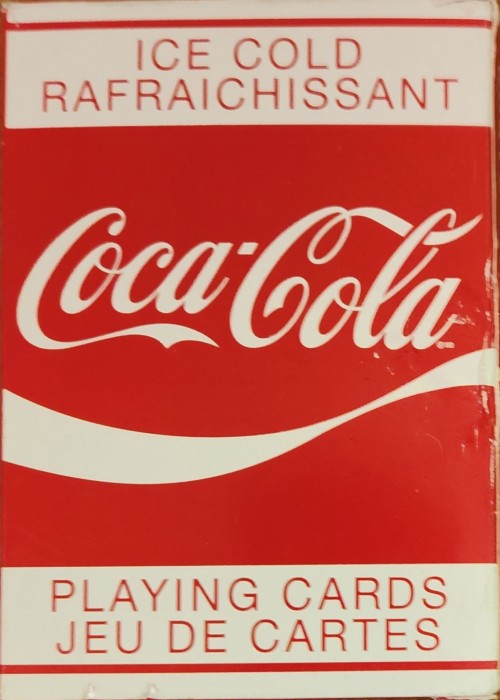 ICE COLD
RAFRAICHISSANT
Coca-Cola
PLAYING CARDS
JEU DE CARTES